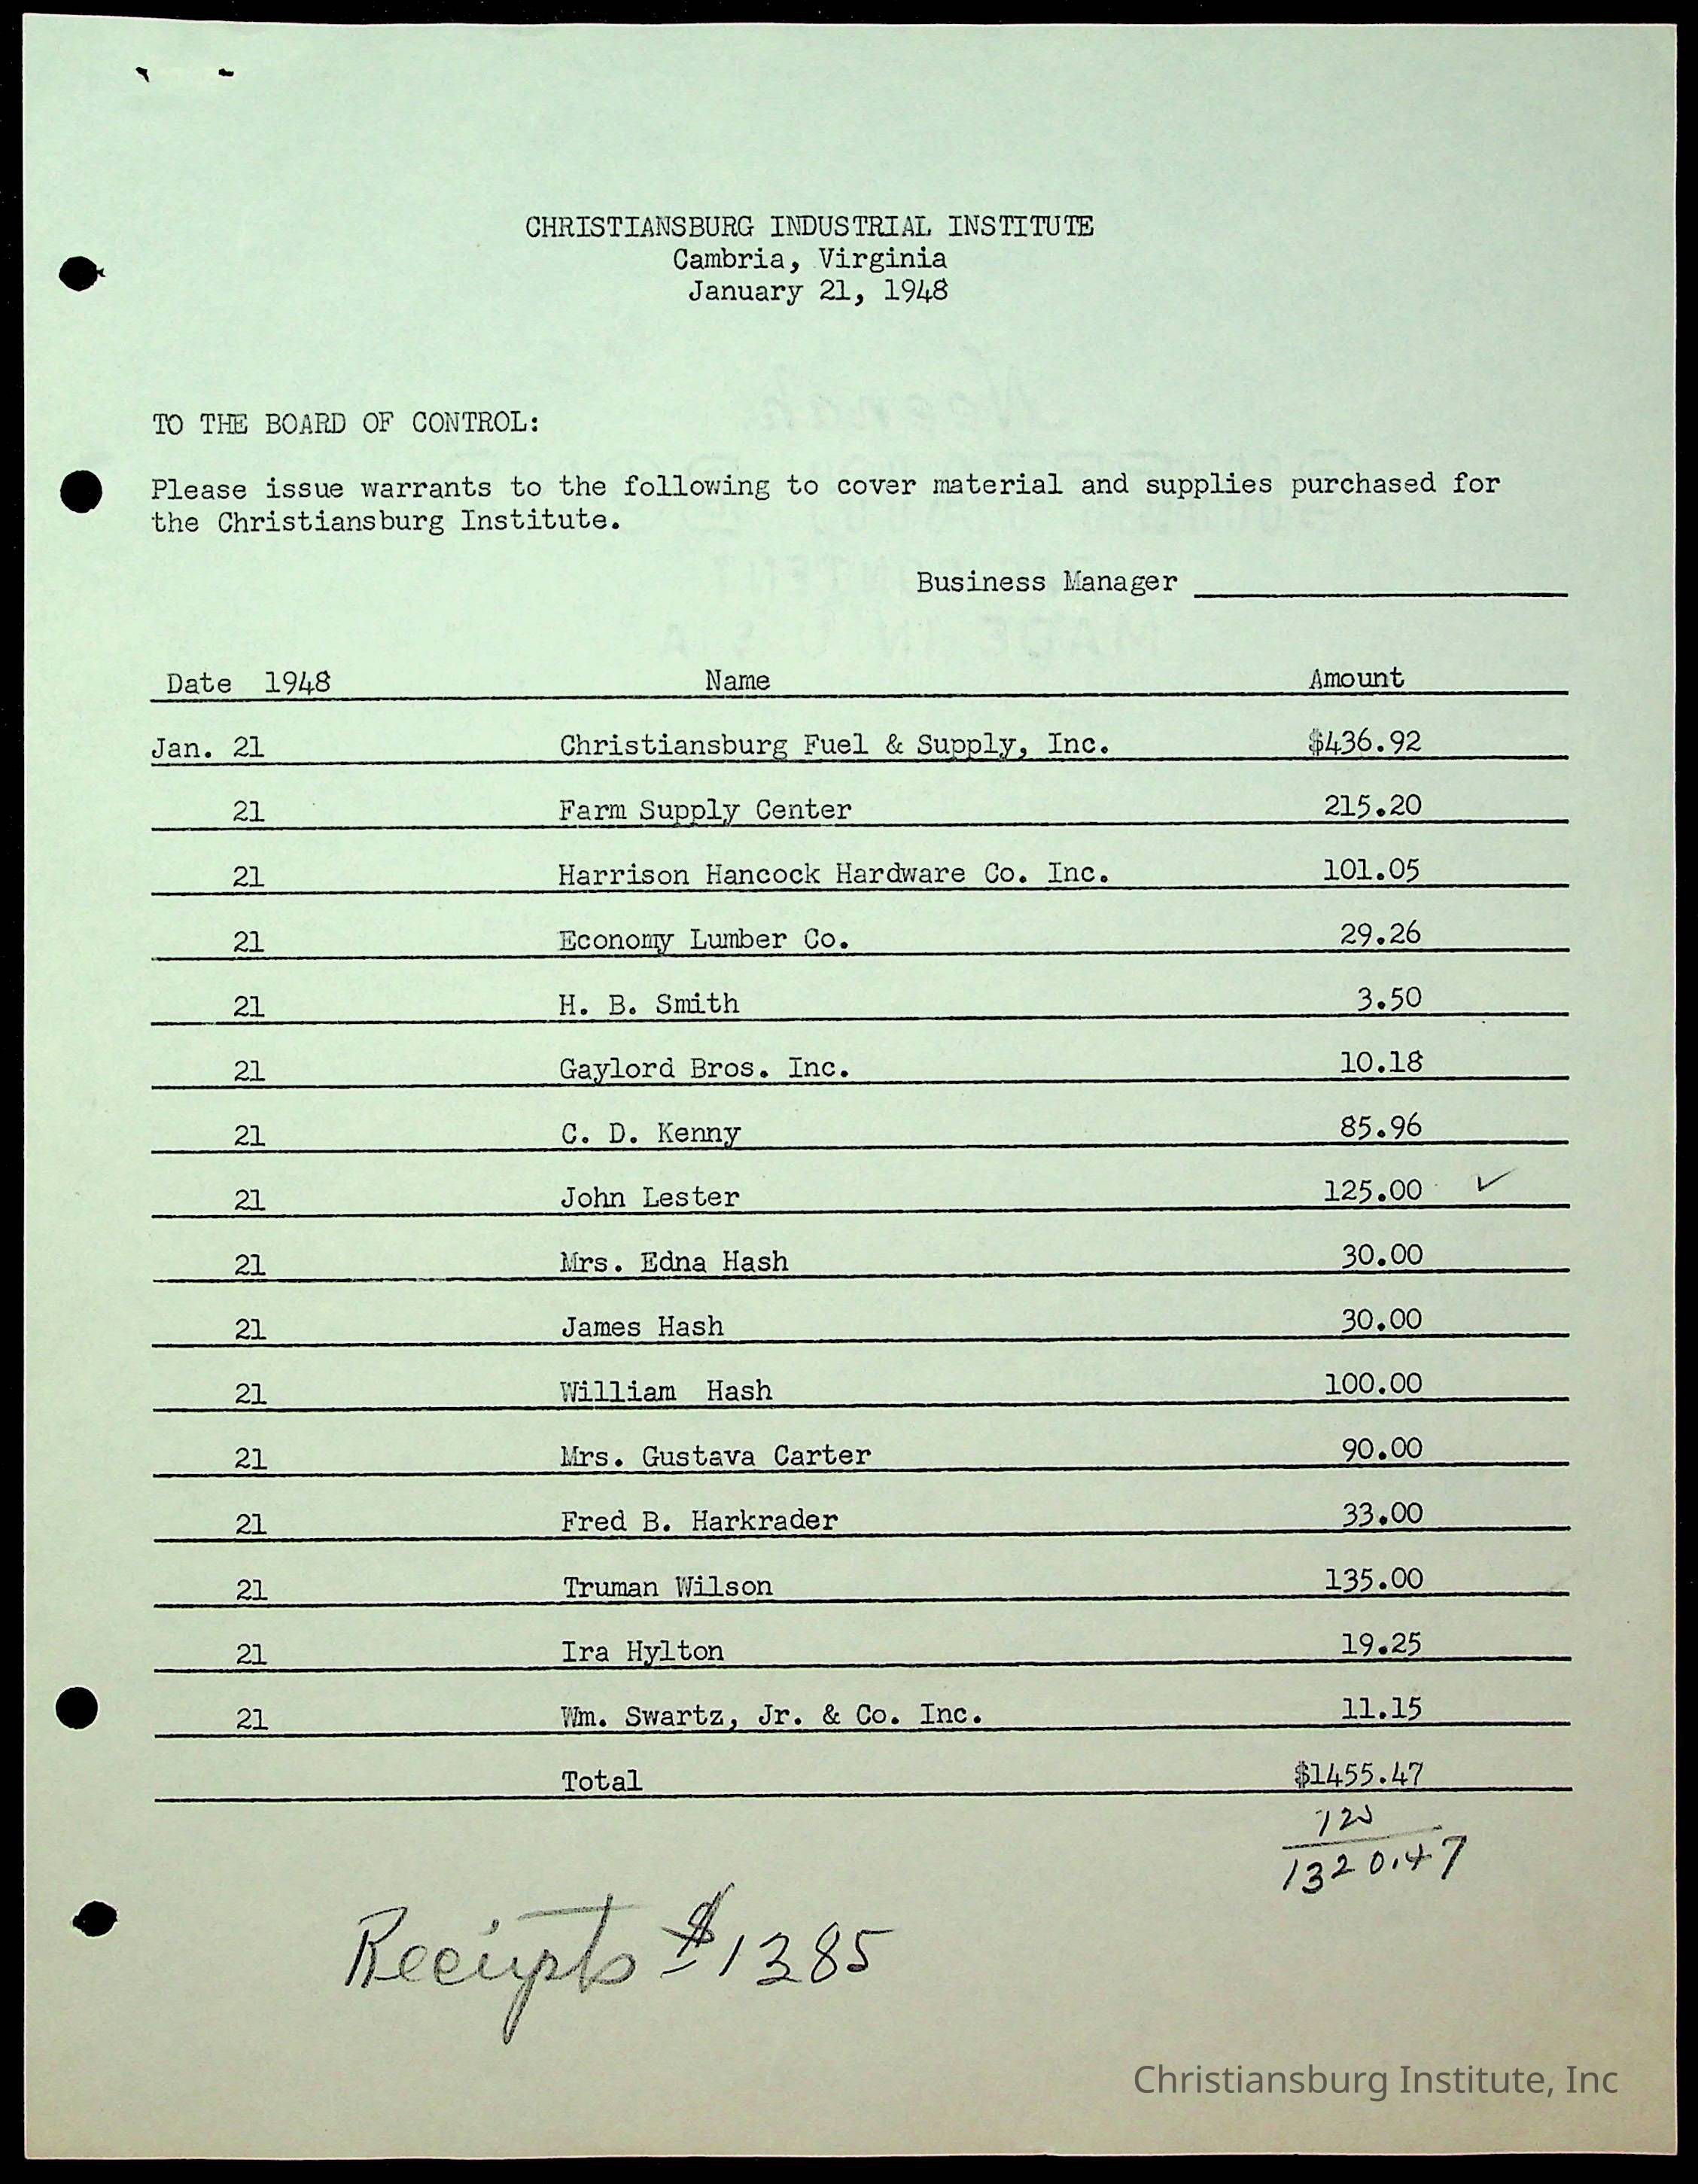 CHRISTIANSBURG INDUSTRIAL INSTITUTE
Cambria, Virginia
January 21, 1948
TO THE BOARD OF CONTROL:
Please issue warrants to the following to cover material and supplies purchased for
the Christiansburg Institute.
Business Manager
Date 1948 Name Amount
Jan. 21 Christiansburg Fuel & Supply, Inc. $436.92
21 Farm Supply Center 215.20
21 Harrison Hancock Hardware Co. Inc. 101.05
21 Economy Lumber Co. 29.26
21 H. B. Smith 3.50
21 Gaylord Bros. Inc. 10.18
21 C. D. Kenny 85.96
21 John Lester 125.00 ✓
21 Mrs. Edna Hash 30.00
21 James Hash 30.00
21 William Hash 100.00
21 Mrs. Gustava Carter 90.00
21 Fred B. Harkrader 33.00
21 Truman Wilson 135.00
21 Ira Hylton 19.25
21 Wm. Swartz, Jr. & Co. Inc. 11.15
Total $1455.47
125
1320.47
Receipts $1385
Christiansburg Institute, Inc